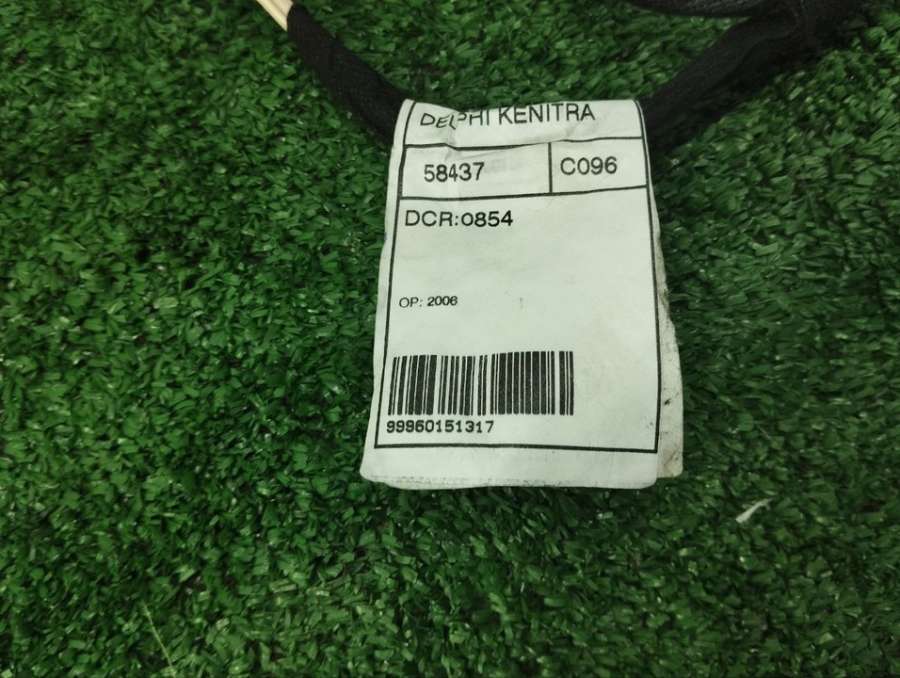 DELPHI KENITRA
58437 C096
DCR:0854
OP: 2006
99960151317